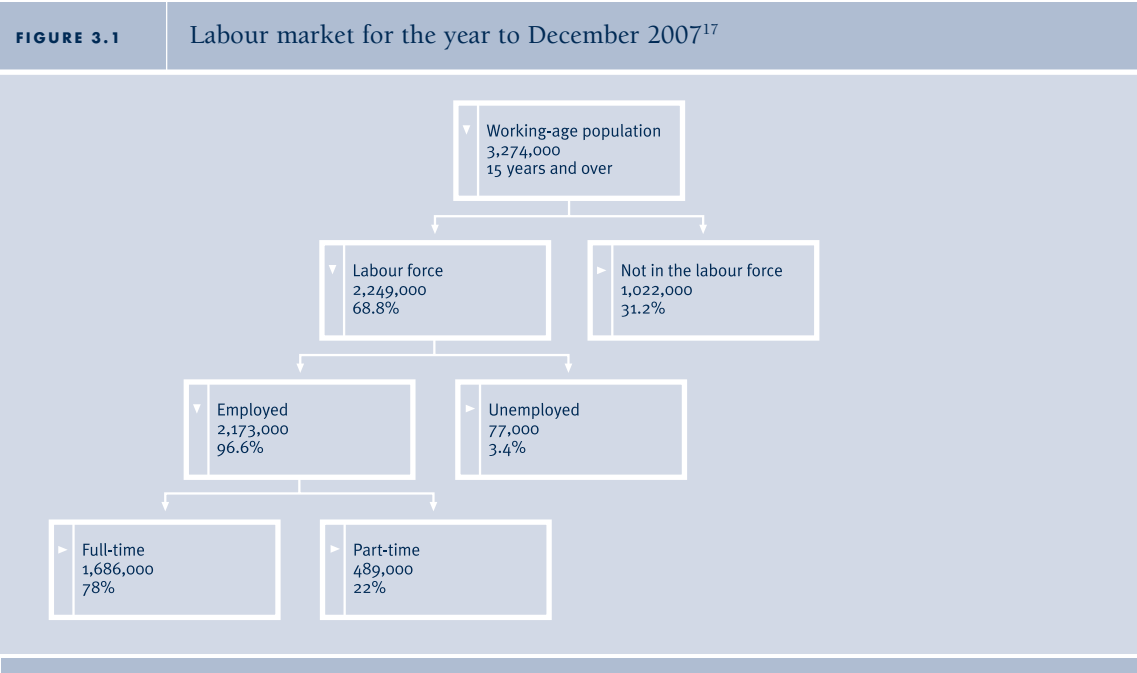 FIGURE 3.1
Labour market for the year to December 2007¹⁷
Working-age population
3,274,000
15 years and over
Labour force
2,249,000
68.8%
Not in the labour force
1,022,000
31.2%
Employed
2,173,000
96.6%
Unemployed
77,000
3.4%
Full-time
1,686,000
78%
Part-time
489,000
22%